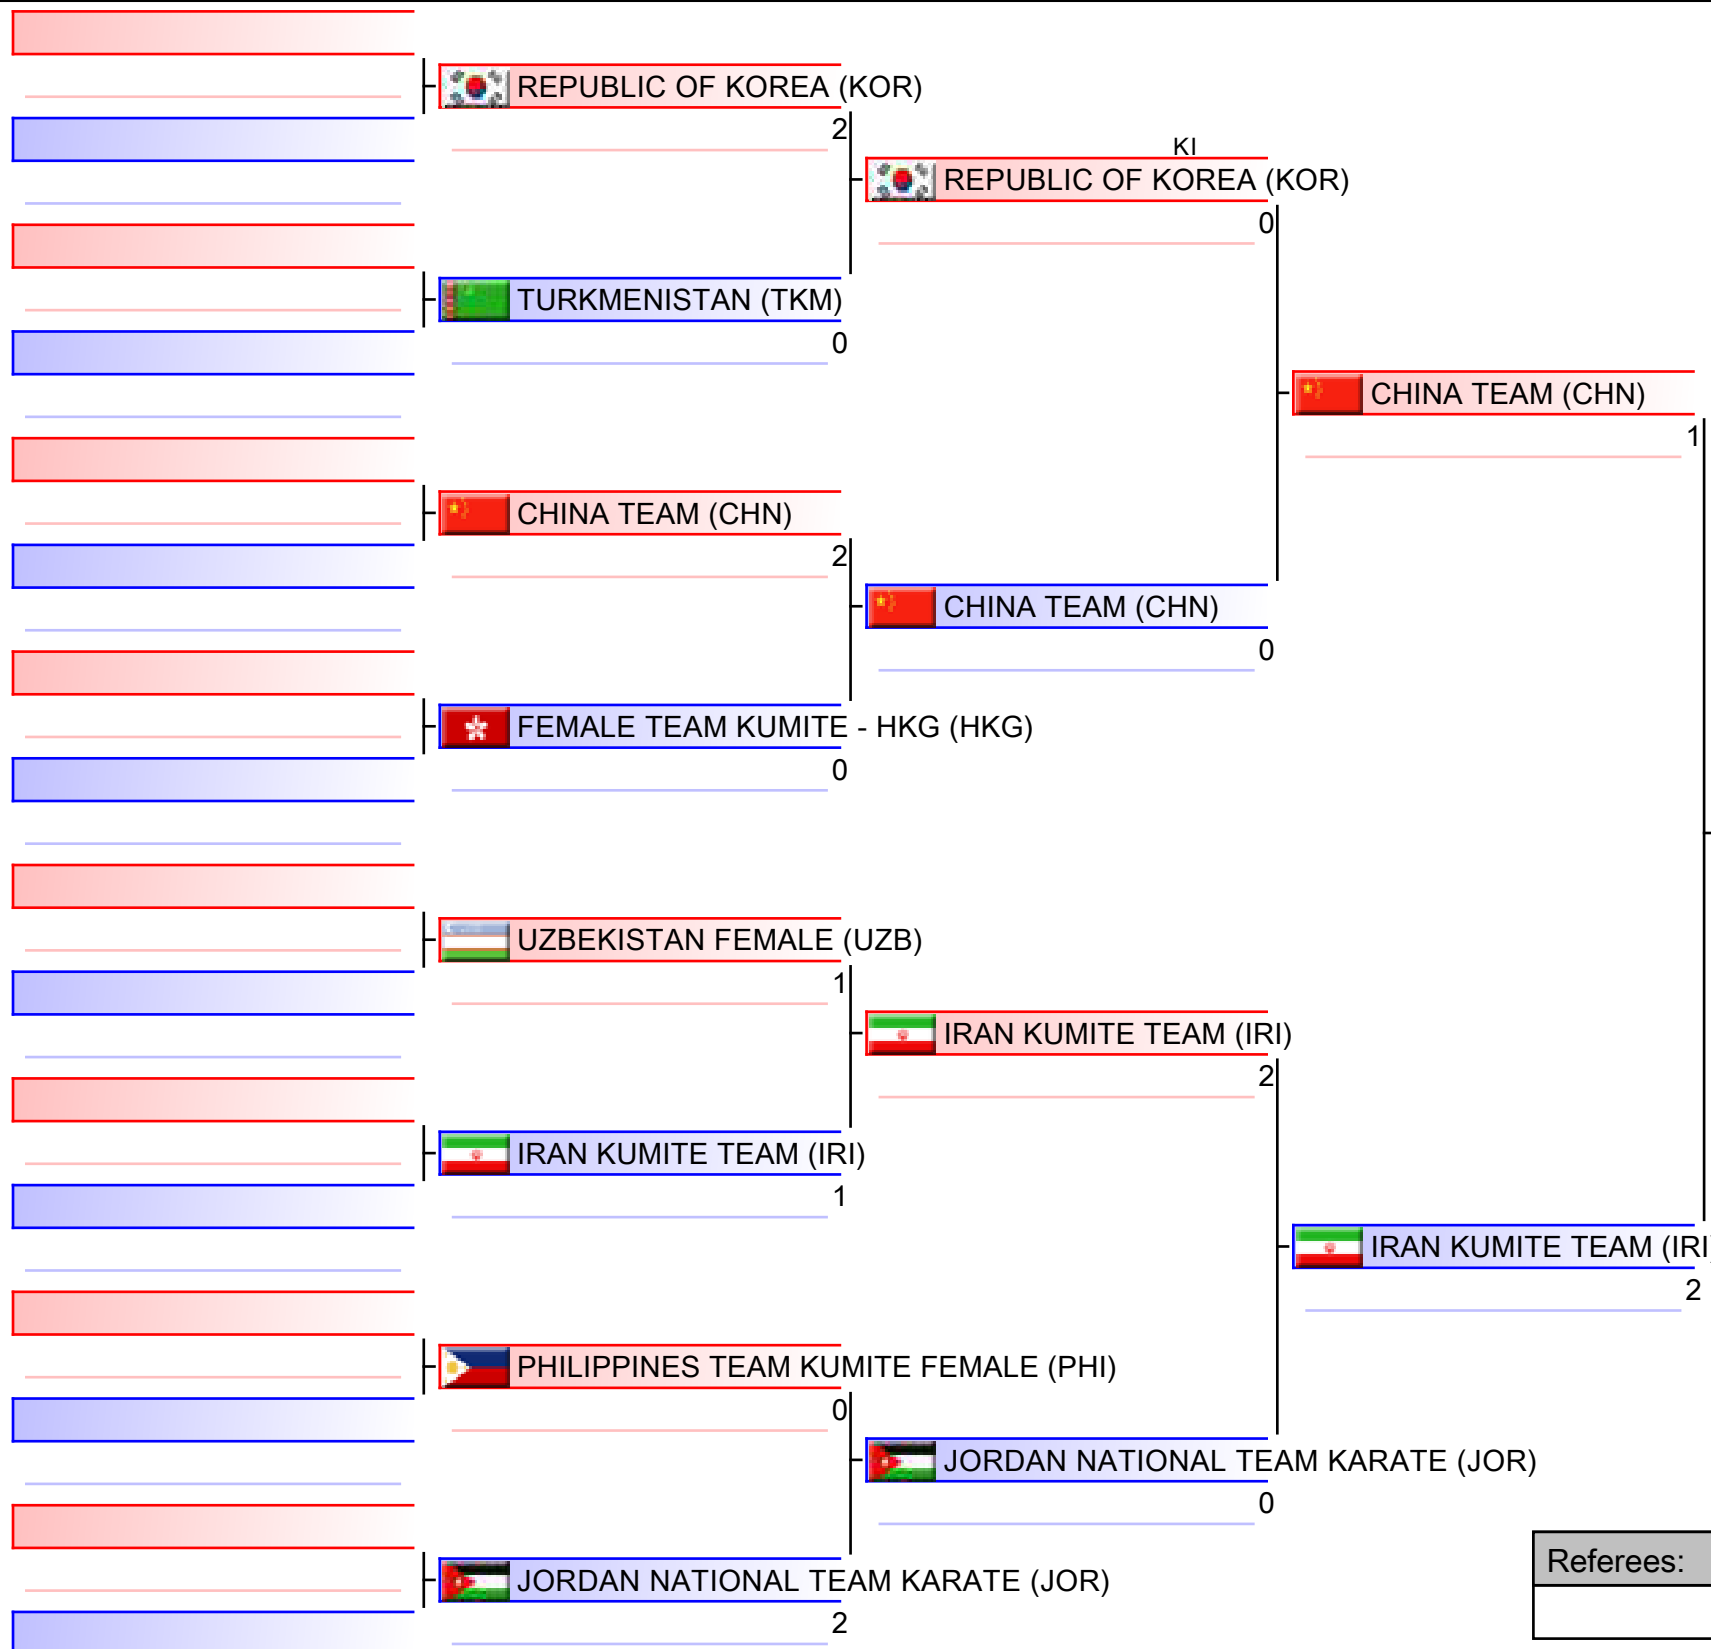 REPUBLIC OF KOREA (KOR)
2
TURKMENISTAN (TKM)
0
CHINA TEAM (CHN)
2
FEMALE TEAM KUMITE - HKG (HKG)
0
UZBEKISTAN FEMALE (UZB)
1
IRAN KUMITE TEAM (IRI)
1
PHILIPPINES TEAM KUMITE FEMALE (PHI)
0
JORDAN NATIONAL TEAM KARATE (JOR)
2
KI
REPUBLIC OF KOREA (KOR)
0
CHINA TEAM (CHN)
0
IRAN KUMITE TEAM (IRI)
2
JORDAN NATIONAL TEAM KARATE (JOR)
0
CHINA TEAM (CHN)
1
IRAN KUMITE TEAM (IRI)
2
Referees: